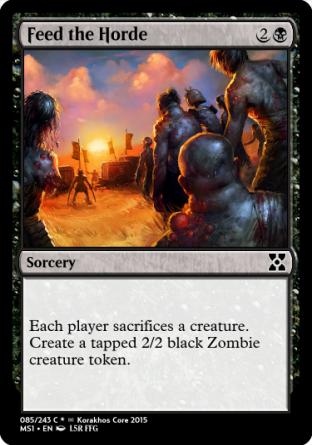 Feed the Horde 2
Sorcery
Each player sacrifices a creature.
Create a tapped 2/2 black Zombie
creature token.
085/243 C * ∞ Korakhos Core 2015
MS1 • EN LSR FFG